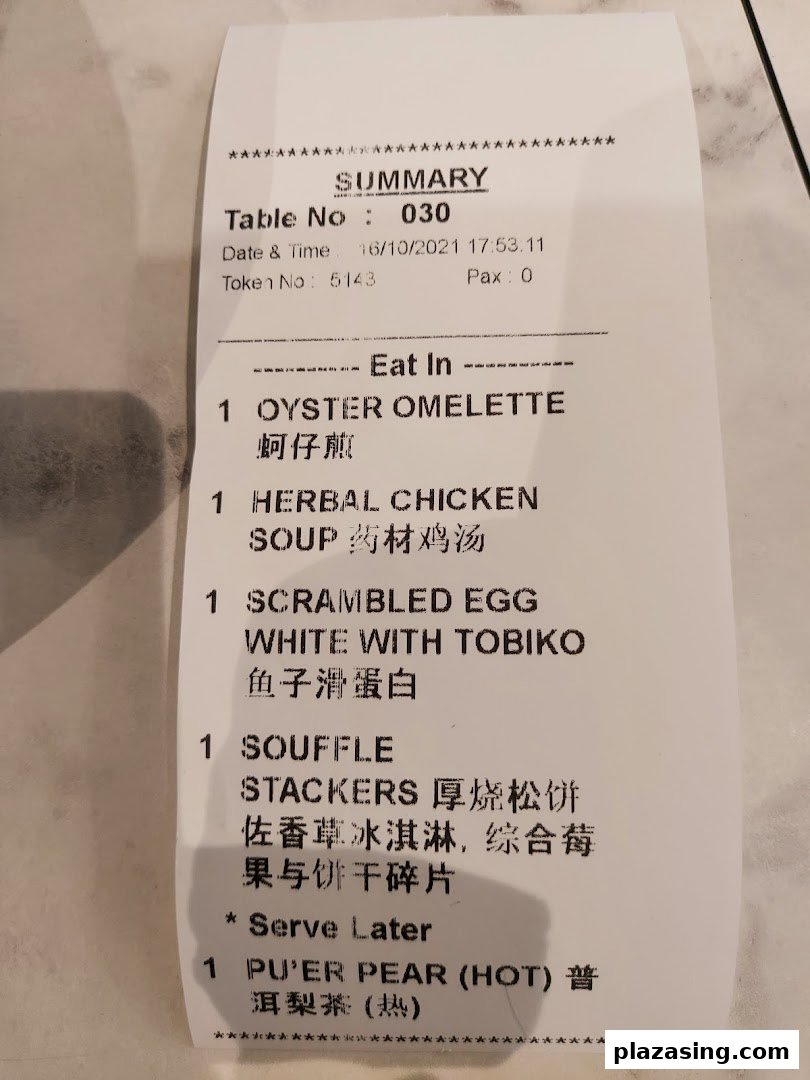 *********************************
SUMMARY
Table No : 030
Date & Time : 16/10/2021 17:53:11
Token No : 5143 Pax : 0
---------- Eat In ----------
1 OYSTER OMELETTE
蚵仔煎
1 HERBAL CHICKEN
SOUP 药材鸡汤
1 SCRAMBLED EGG
WHITE WITH TOBIKO
鱼子滑蛋白
1 SOUFFLE
STACKERS 厚烧松饼
佐香草冰淇淋, 综合莓
果与饼干碎片
* Serve Later
1 PU'ER PEAR (HOT) 普
洱梨茶 (热)
*********************************
plazasing.com